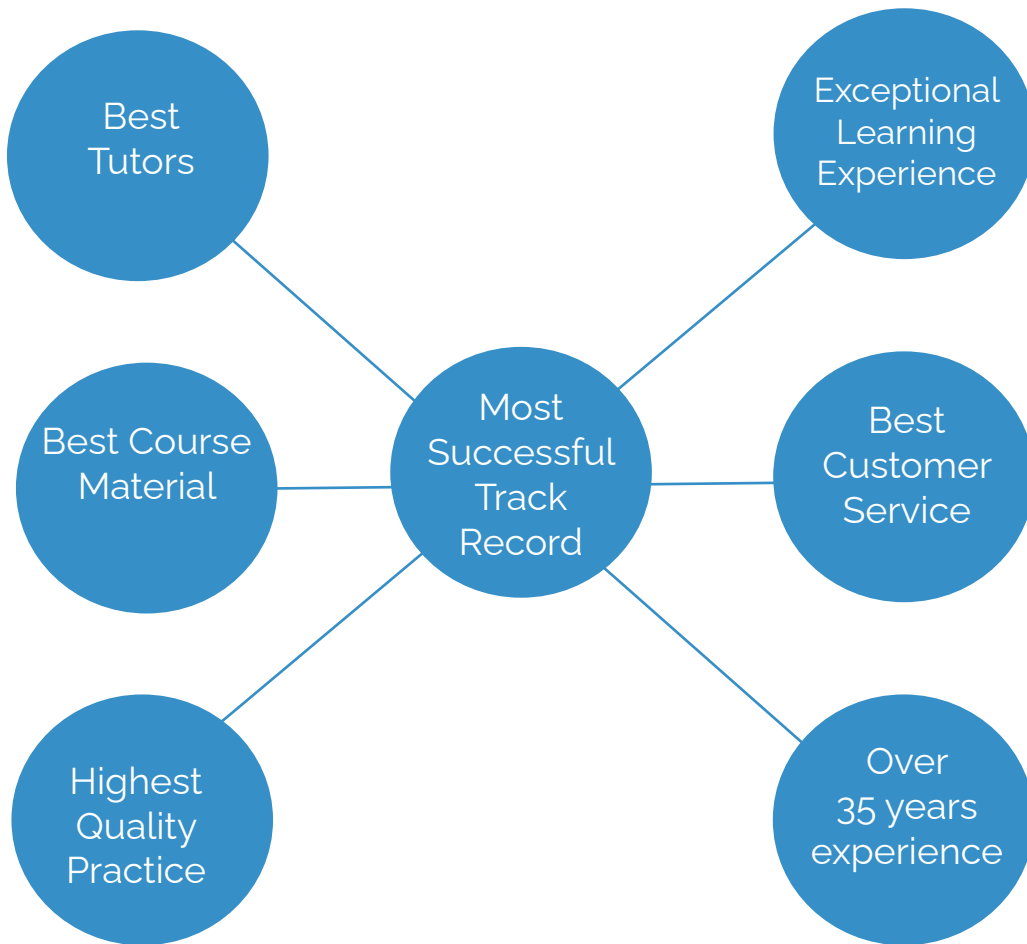 Best
Tutors
Exceptional
Learning
Experience
Best Course
Material
Most
Successful
Track
Record
Best
Customer
Service
Highest
Quality
Practice
Over
35 years
experience